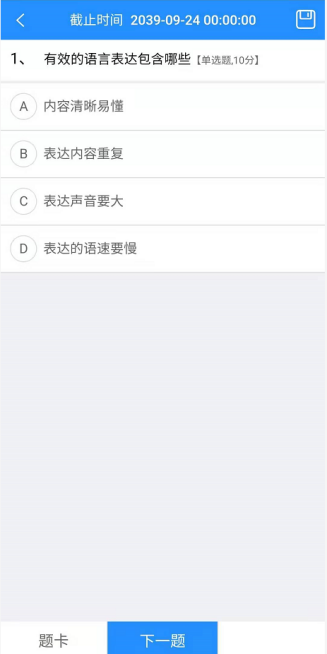 截止时间 2039-09-24 00:00:00
1、 有效的语言表达包含哪些【单选题,10分】
A 内容清晰易懂
B 表达内容重复
C 表达声音要大
D 表达的语速要慢
题卡 下一题